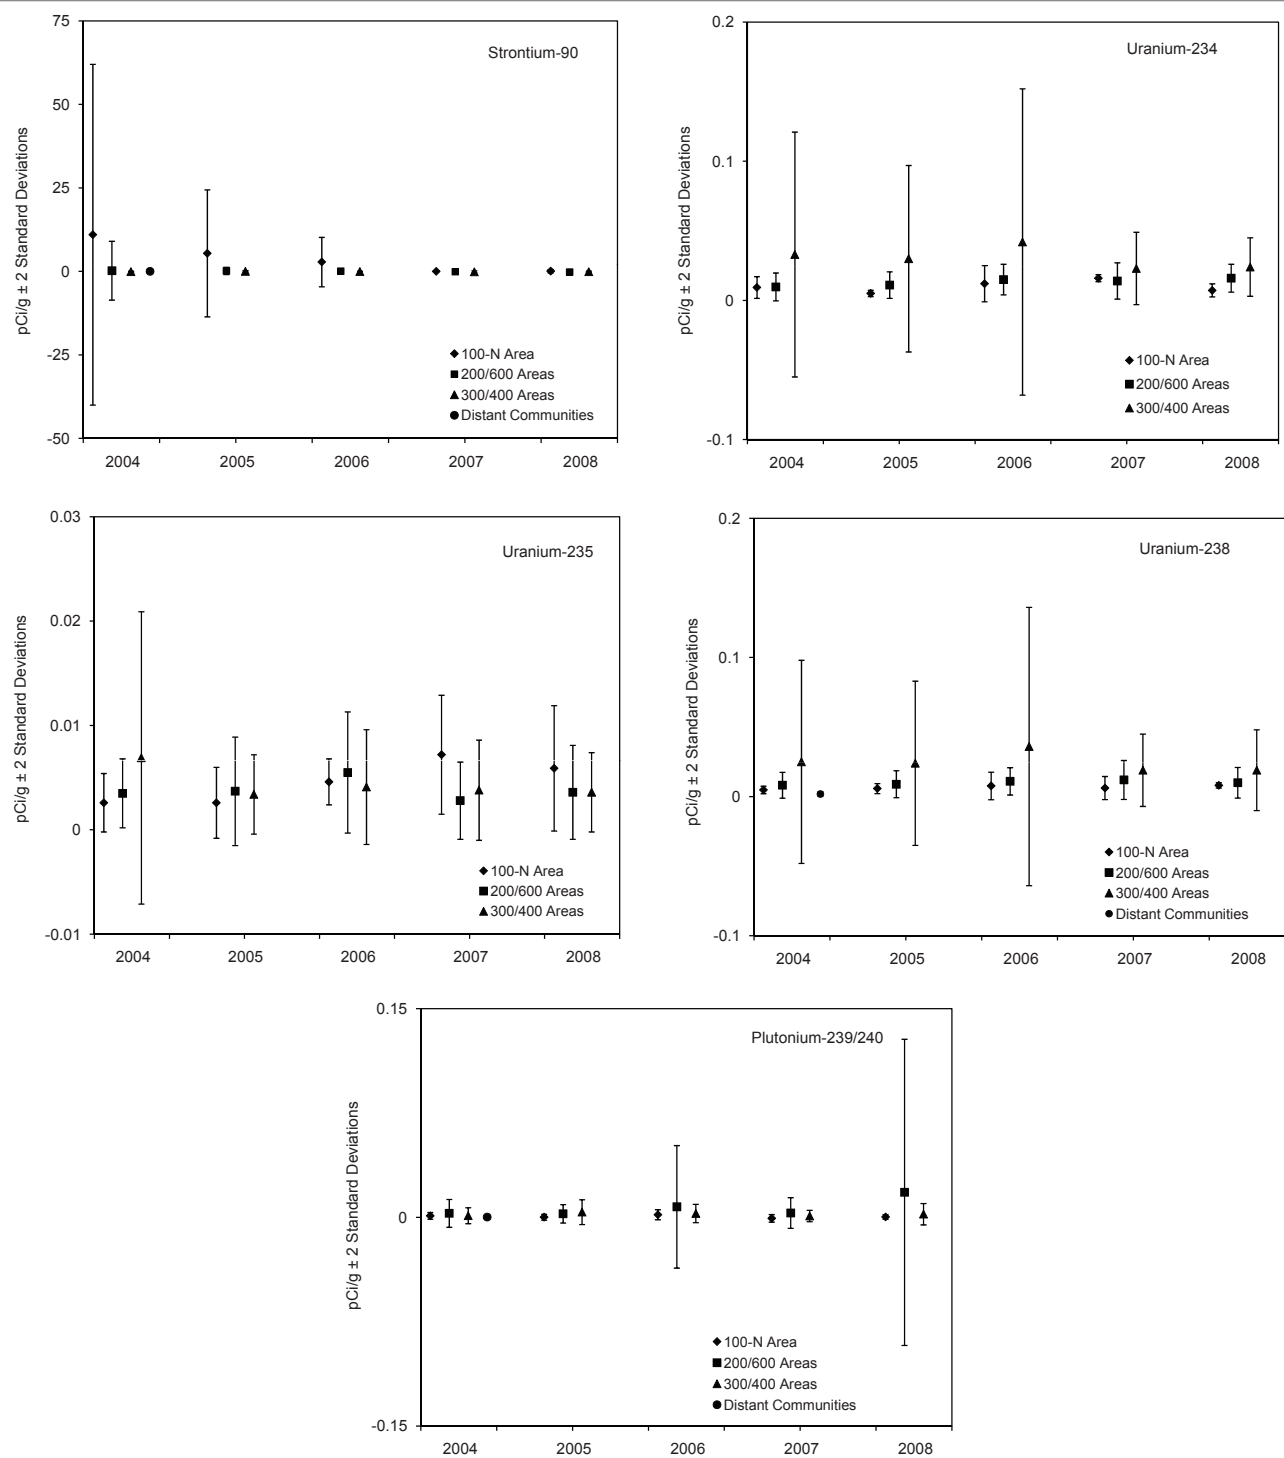 Strontium-90
pCi/g ± 2 Standard Deviations
75
50
25
0
-25
-50
100-N Area
200/600 Areas
300/400 Areas
Distant Communities
2004 2005 2006 2007 2008
Uranium-234
pCi/g ± 2 Standard Deviations
0.2
0.1
0
-0.1
100-N Area
200/600 Areas
300/400 Areas
2004 2005 2006 2007 2008
Uranium-235
pCi/g ± 2 Standard Deviations
0.03
0.02
0.01
0
-0.01
100-N Area
200/600 Areas
300/400 Areas
2004 2005 2006 2007 2008
Uranium-238
pCi/g ± 2 Standard Deviations
0.2
0.1
0
-0.1
100-N Area
200/600 Areas
300/400 Areas
Distant Communities
2004 2005 2006 2007 2008
Plutonium-239/240
pCi/g ± 2 Standard Deviations
0.15
0
-0.15
100-N Area
200/600 Areas
300/400 Areas
Distant Communities
2004 2005 2006 2007 2008